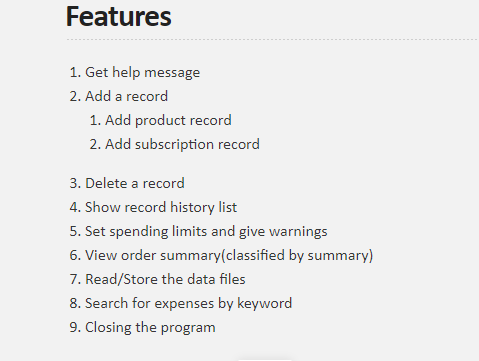 Features
1. Get help message
2. Add a record
1. Add product record
2. Add subscription record
3. Delete a record
4. Show record history list
5. Set spending limits and give warnings
6. View order summary(classified by summary)
7. Read/Store the data files
8. Search for expenses by keyword
9. Closing the program